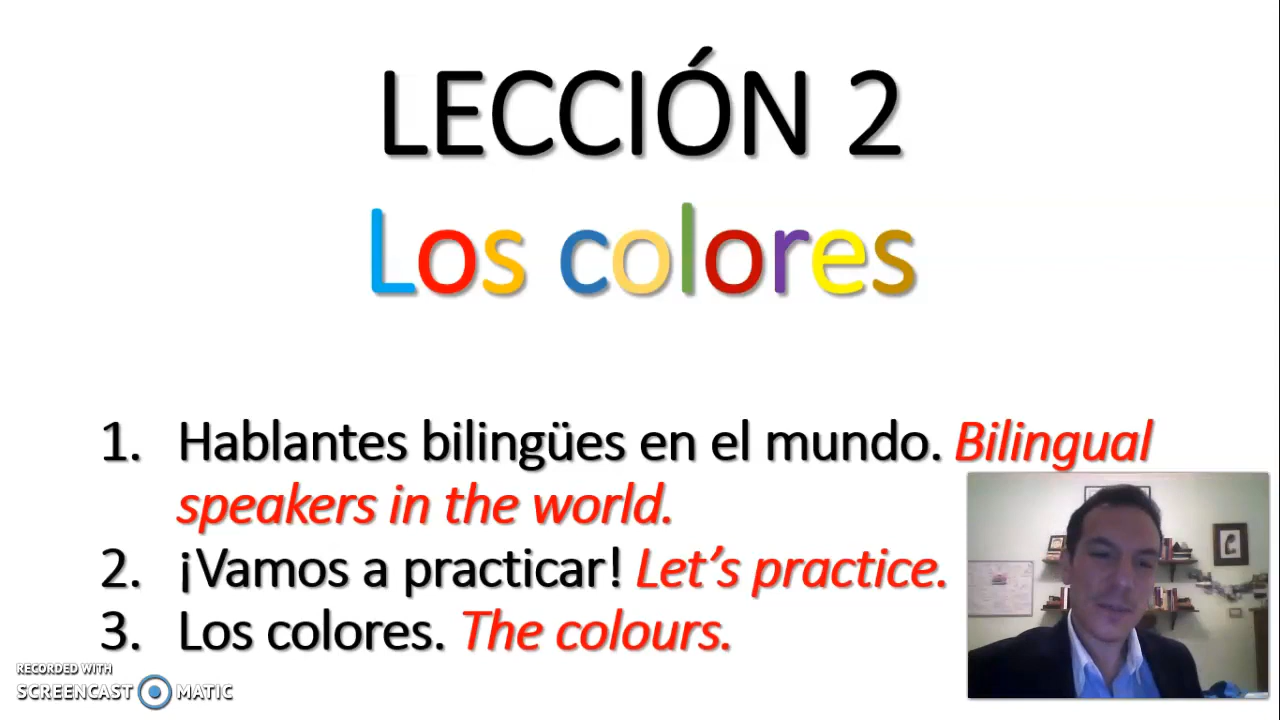 LECCIÓN 2
Los colores
1. Hablantes bilingües en el mundo. Bilingual
speakers in the world.
2. ¡Vamos a practicar! Let's practice.
3. Los colores. The colours.
RECORDED WITH
SCREENCAST MATIC